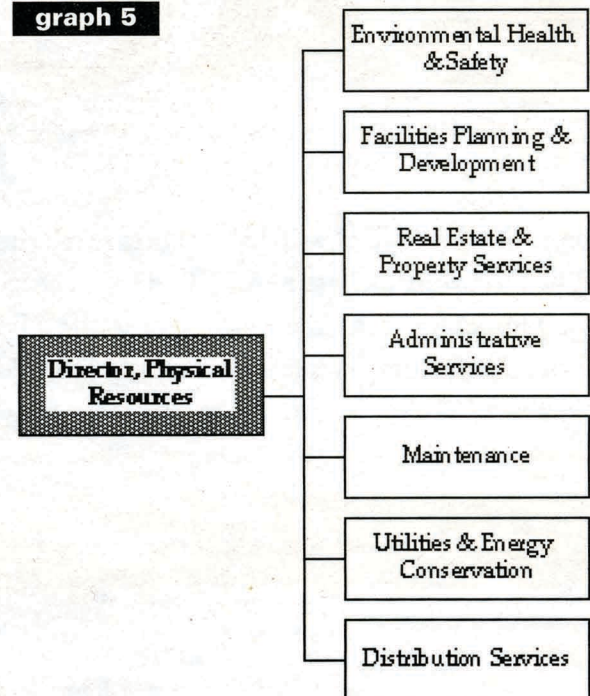 graph 5
Environmental Health
& Safety
Facilities Planning &
Development
Real Estate &
Property Services
Director, Physical
Resources
Administrative
Services
Maintenance
Utilities & Energy
Conservation
Distribution Services